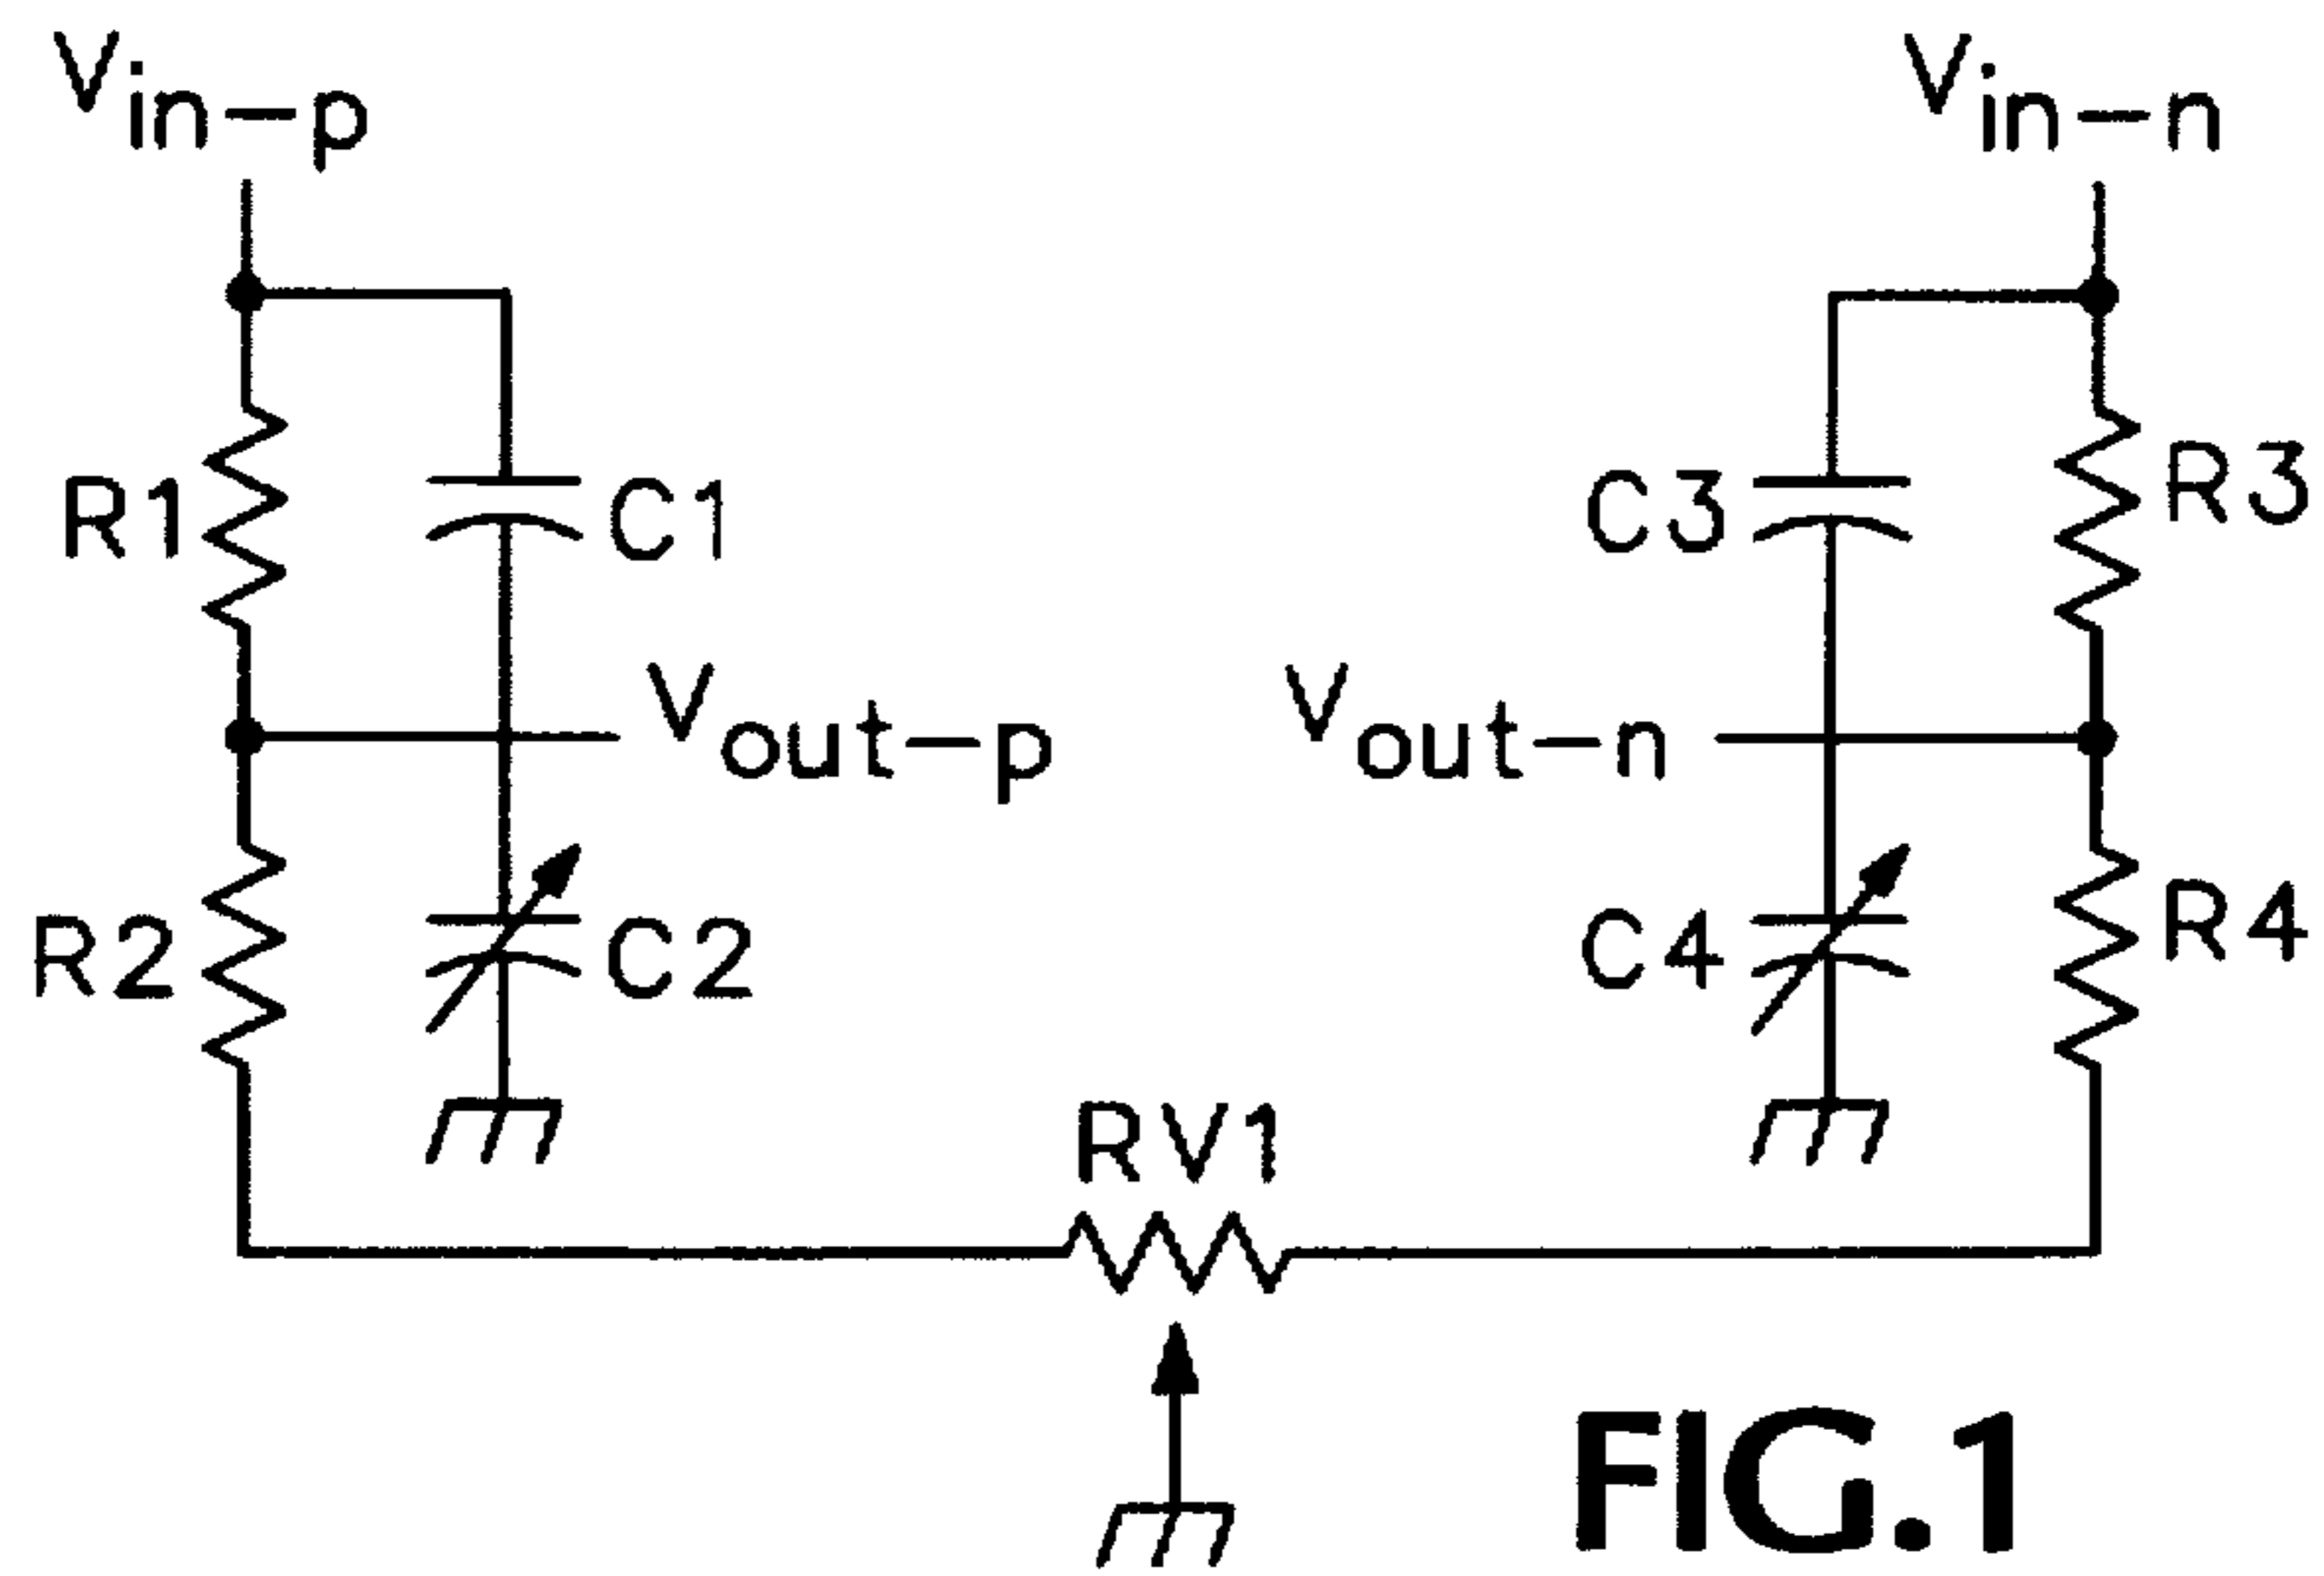 Vin-p
Vin-n
R1
C1
C3
R3
Vout-p
Vout-n
R2
C2
C4
R4
RV1
FIG.1